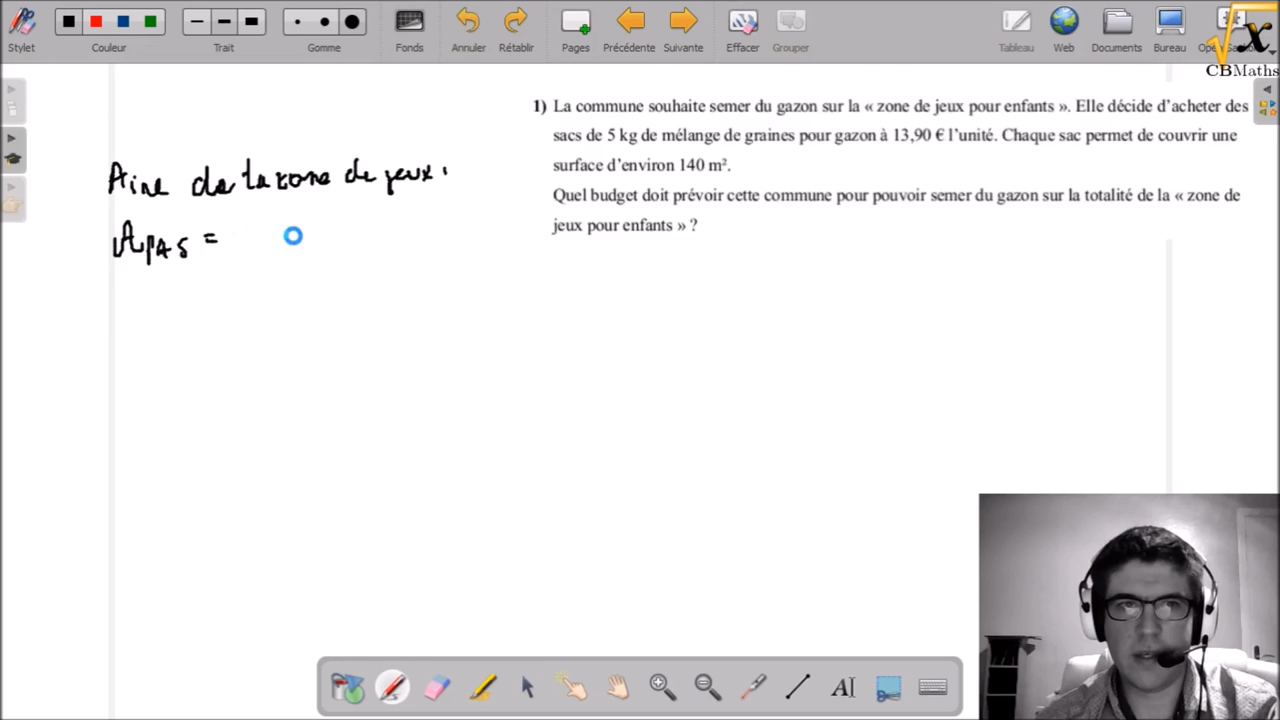 Stylet
Couleur
Trait
Gomme
Fonds
Annuler
Rétablir
Pages
Précédente
Suivante
Effacer
Grouper
Tableau
Web
Documents
Bureau
√x
CBMaths
1) La commune souhaite semer du gazon sur la « zone de jeux pour enfants ». Elle décide d'acheter des
sacs de 5 kg de mélange de graines pour gazon à 13,90 € l'unité. Chaque sac permet de couvrir une
surface d'environ 140 m².
Quel budget doit prévoir cette commune pour pouvoir semer du gazon sur la totalité de la « zone de
jeux pour enfants » ?
Aire de la zone de jeux :
A PAS =
AI